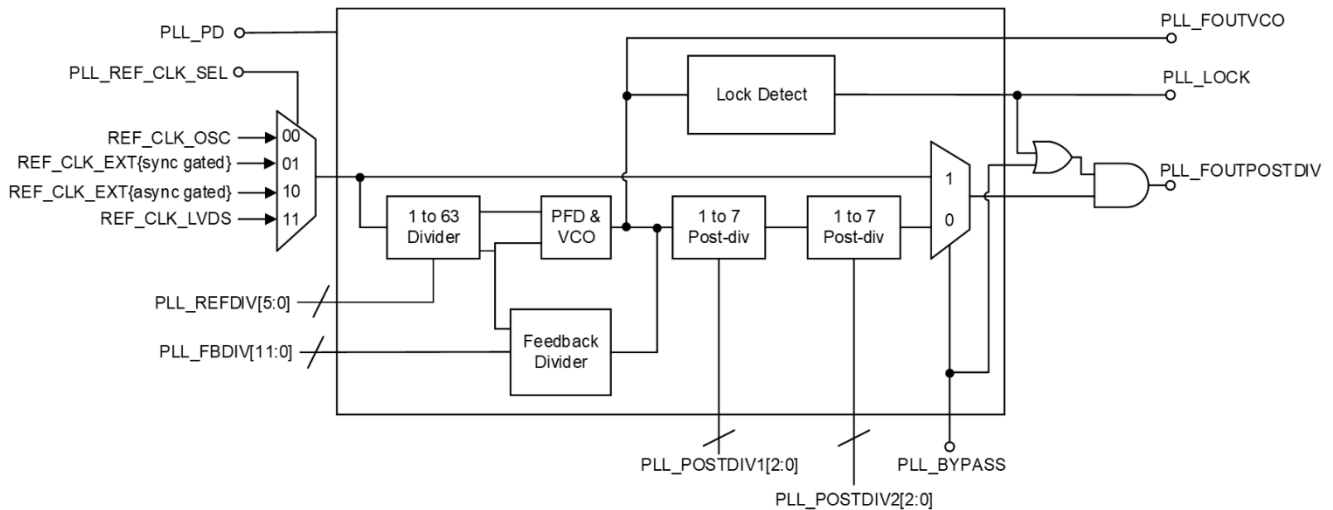 PLL_PD
PLL_FOUTVCO
PLL_REF_CLK_SEL
PLL_LOCK
Lock Detect
REF_CLK_OSC
00
REF_CLK_EXT{sync gated}
01
REF_CLK_EXT{async gated}
10
REF_CLK_LVDS
11
PLL_FOUTPOSTDIV
1
0
1 to 63
Divider
PFD &
VCO
1 to 7
Post-div
1 to 7
Post-div
PLL_REFDIV[5:0]
PLL_FBDIV[11:0]
Feedback
Divider
PLL_POSTDIV1[2:0]
PLL_BYPASS
PLL_POSTDIV2[2:0]